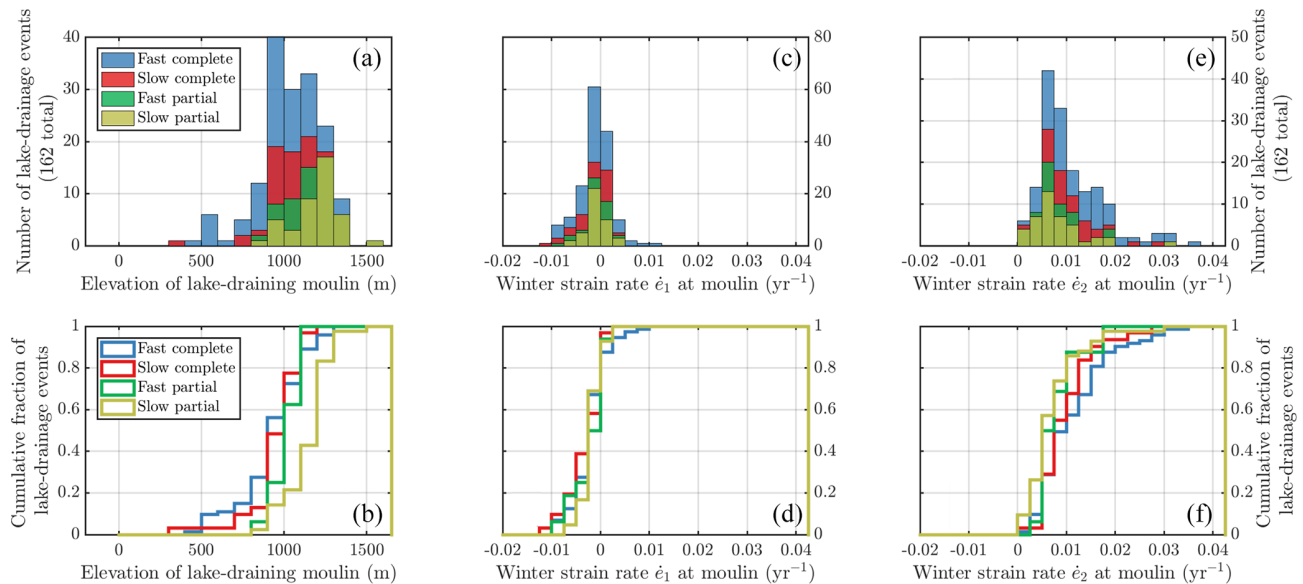 Number of lake-drainage events
(162 total)
40
30
20
10
0
Fast complete
Slow complete
Fast partial
Slow partial
(a)
0 500 1000 1500
Elevation of lake-draining moulin (m)
(c)
80
60
40
20
0
-0.02 -0.01 0 0.01 0.02 0.03 0.04
Winter strain rate ė₁ at moulin (yr⁻¹)
(e)
50
40
30
20
10
0
Number of lake-drainage events
(162 total)
-0.02 -0.01 0 0.01 0.02 0.03 0.04
Winter strain rate ė₂ at moulin (yr⁻¹)
Cumulative fraction of
lake-drainage events
1
0.8
0.6
0.4
0.2
0
Fast complete
Slow complete
Fast partial
Slow partial
(b)
0 500 1000 1500
Elevation of lake-draining moulin (m)
(d)
1
0.8
0.6
0.4
0.2
0
-0.02 -0.01 0 0.01 0.02 0.03 0.04
Winter strain rate ė₁ at moulin (yr⁻¹)
(f)
1
0.8
0.6
0.4
0.2
0
Cumulative fraction of
lake-drainage events
-0.02 -0.01 0 0.01 0.02 0.03 0.04
Winter strain rate ė₂ at moulin (yr⁻¹)